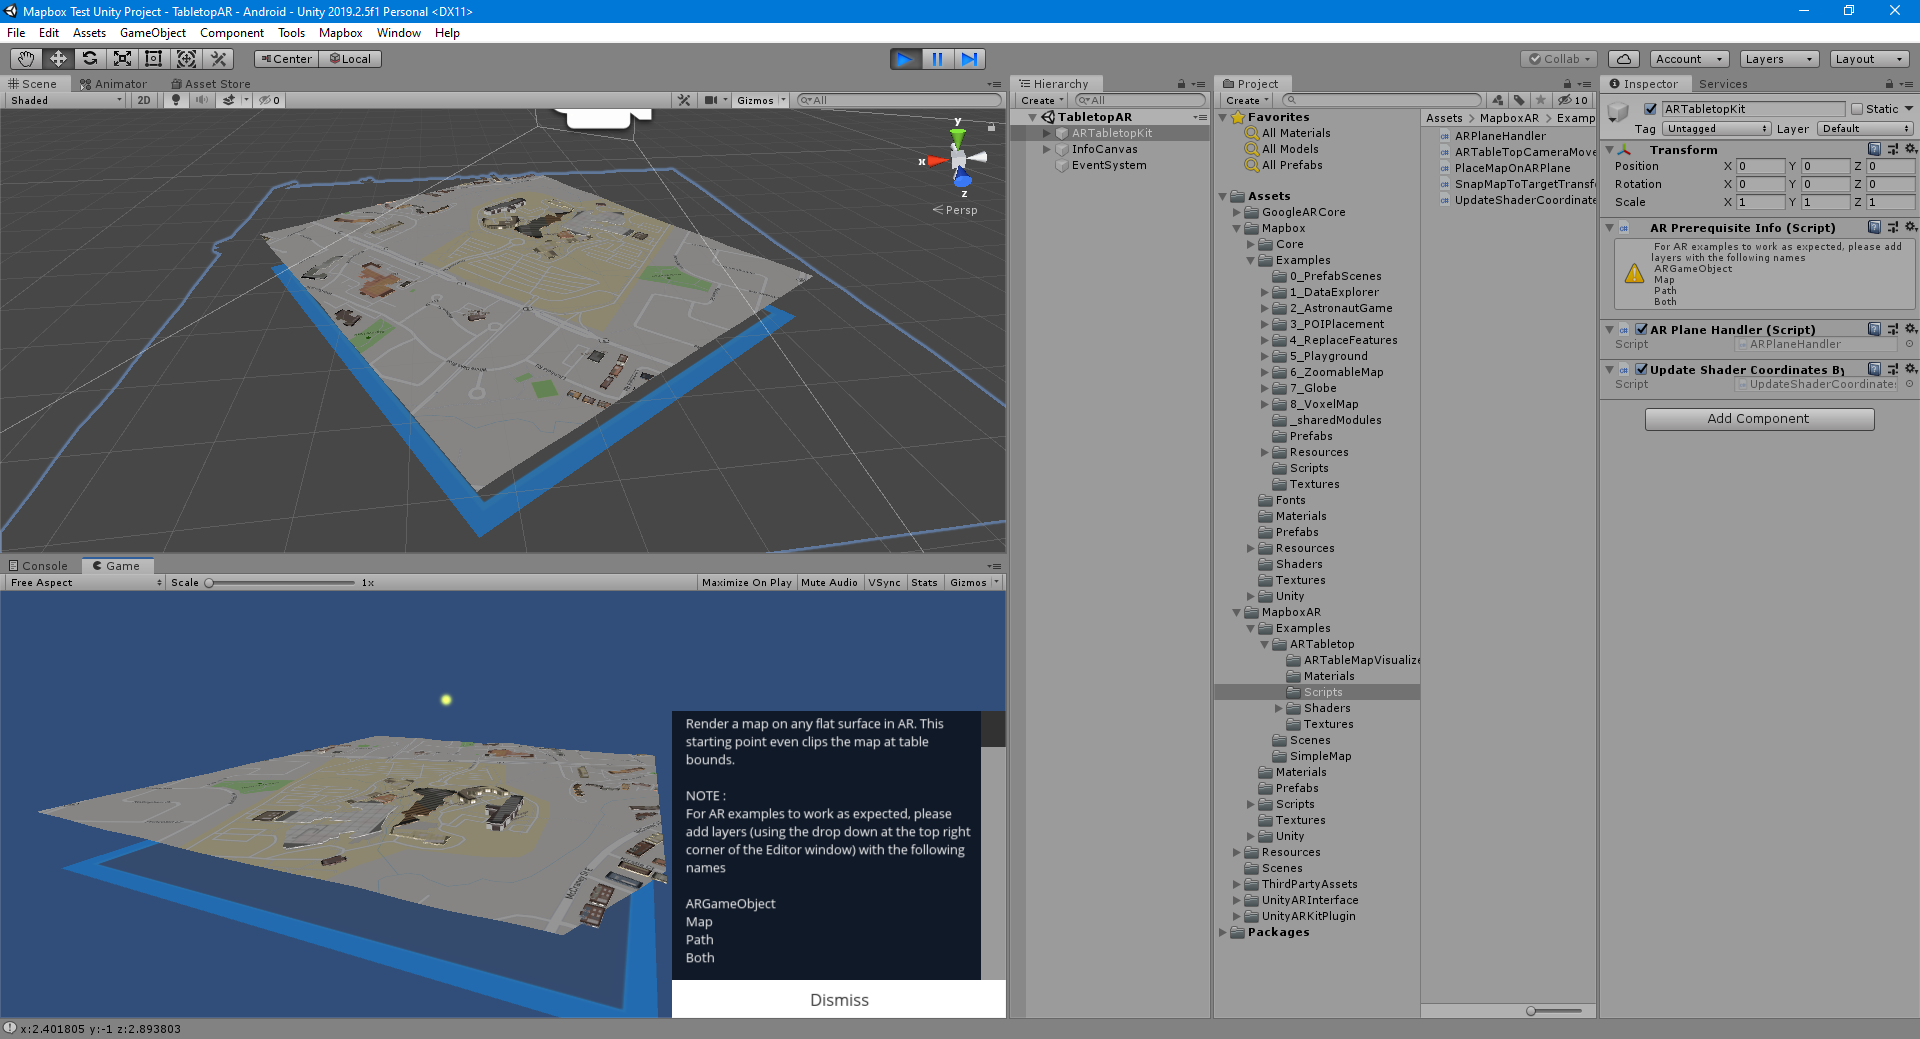 Mapbox Test Unity Project - TabletopAR - Android - Unity 2019.2.5f1 Personal <DX11>
File Edit Assets GameObject Component Tools Mapbox Window Help
Center Local
Collab Account Layers Layout
Scene Animator Asset Store
Shaded 2D 0 Gizmos All
y
x
z
Persp
Console Game
Free Aspect Scale 1x Maximize On Play Mute Audio VSync Stats Gizmos
Render a map on any flat surface in AR. This
starting point even clips the map at table
bounds.
NOTE :
For AR examples to work as expected, please
add layers (using the drop down at the top right
corner of the Editor window) with the following
names
ARGameObject
Map
Path
Both
Dismiss
x:2.401805 y:-1 z:2.893803
Hierarchy
Create All
TabletopAR
ARTabletopKit
InfoCanvas
EventSystem
Project
Create 10
Favorites
All Materials
All Models
All Prefabs
Assets
GoogleARCore
Mapbox
Core
Examples
0_PrefabScenes
1_DataExplorer
2_AstronautGame
3_POIPlacement
4_ReplaceFeatures
5_Playground
6_ZoomableMap
7_Globe
8_VoxelMap
_sharedModules
Prefabs
Resources
Scripts
Textures
Fonts
Materials
Prefabs
Resources
Shaders
Textures
Unity
MapboxAR
Examples
ARTabletop
ARTableMapVisualize
Materials
Scripts
Shaders
Textures
Scenes
SimpleMap
Materials
Prefabs
Scripts
Textures
Unity
Resources
Scenes
ThirdPartyAssets
UnityARInterface
UnityARKitPlugin
Packages
Assets MapboxAR Examp
ARPlaneHandler
ARTableTopCameraMove
PlaceMapOnARPlane
SnapMapToTargetTransf
UpdateShaderCoordinate
Inspector Services
ARTabletopKit Static
Tag Untagged Layer Default
Transform
Position X 0 Y 0 Z 0
Rotation X 0 Y 0 Z 0
Scale X 1 Y 1 Z 1
AR Prerequisite Info (Script)
For AR examples to work as expected, please add
layers with the following names
ARGameObject
Map
Path
Both
AR Plane Handler (Script)
Script ARPlaneHandler
Update Shader Coordinates By
Script UpdateShaderCoordinate
Add Component